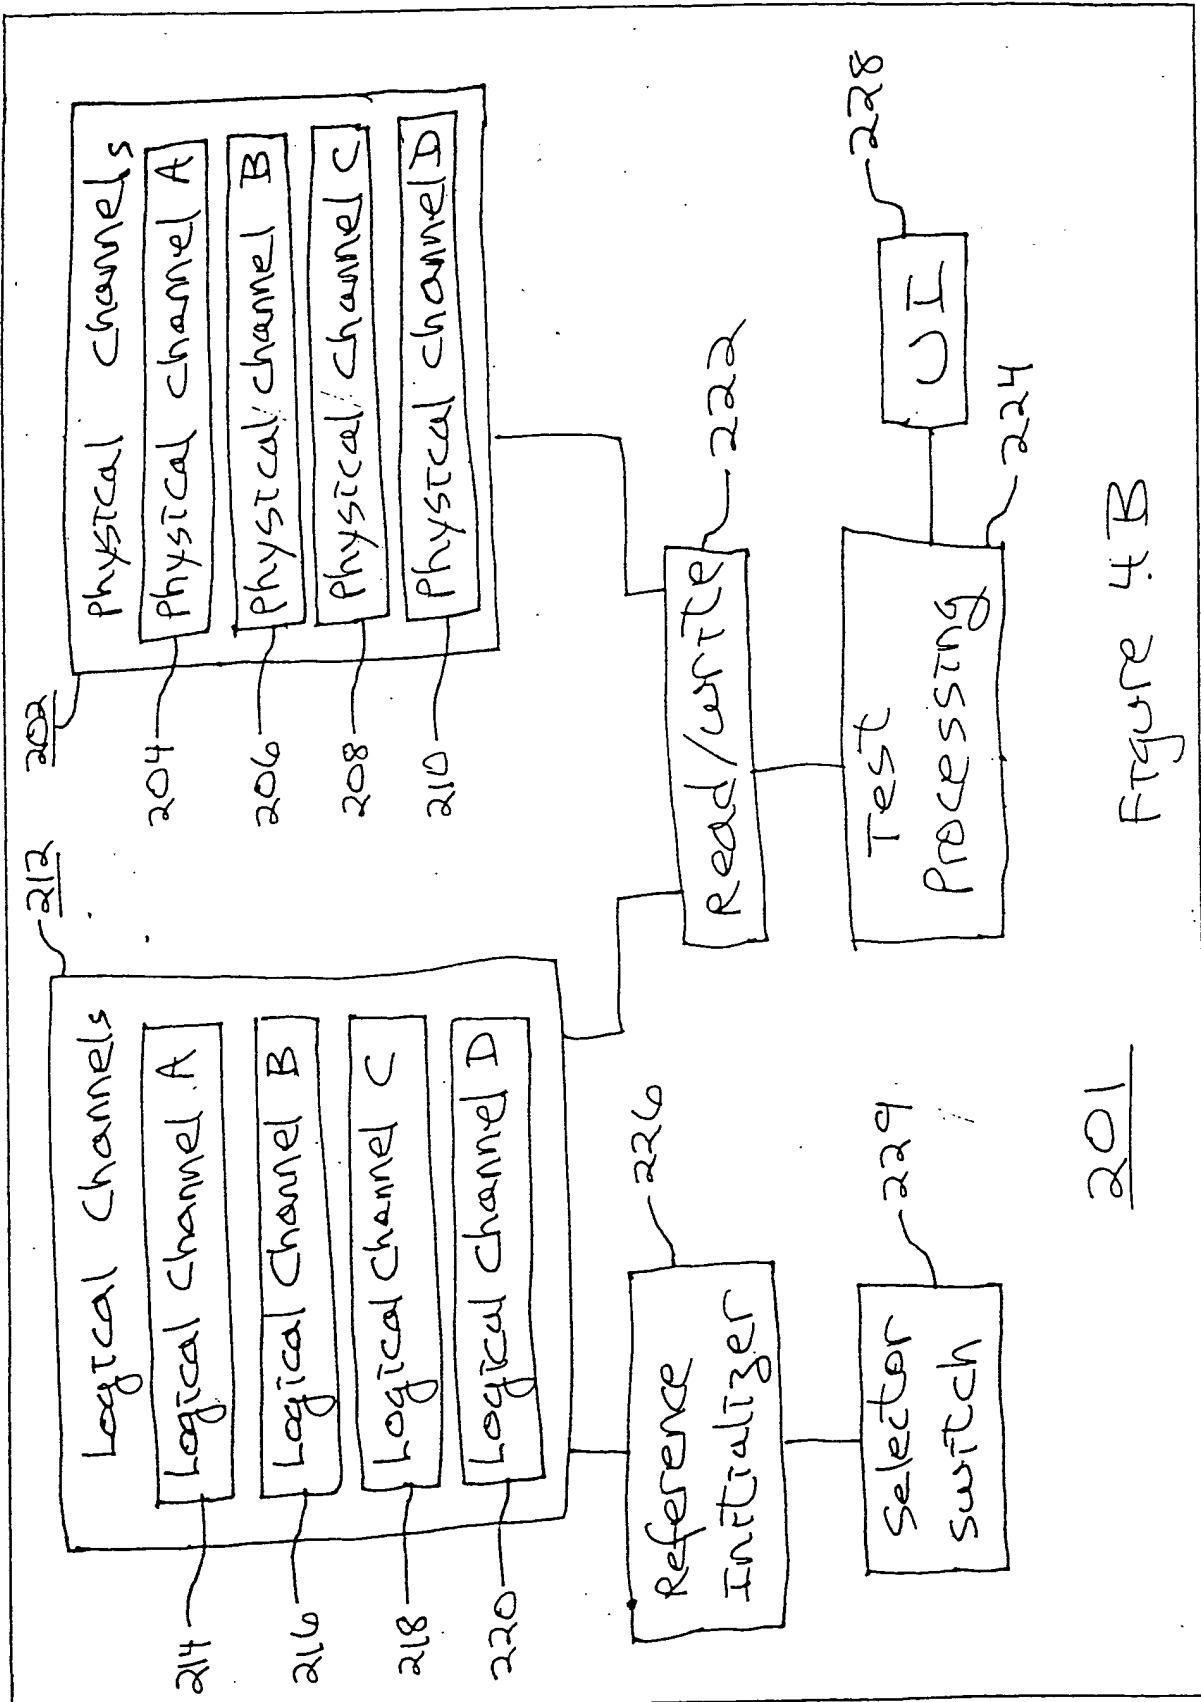 212
Logical Channels
214
Logical Channel A
216
Logical Channel B
218
Logical Channel C
220
Logical Channel D
202
Physical Channels
204
Physical Channel A
206
Physical Channel B
208
Physical Channel C
210
Physical Channel D
Reference
Initializer
226
Read/Write
222
Selector
Switch
229
Test
Processing
224
UI
228
201
Figure 4B